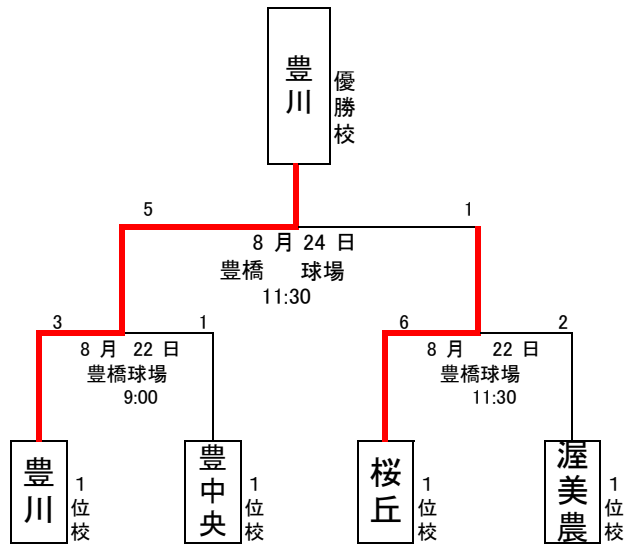 豊川
優勝校
5
1
8 月 24 日
豊橋 球場
11:30
3
1
6
2
8 月 22 日
豊橋球場
9:00
8 月 22 日
豊橋球場
11:30
豊川
1位校
豊中央
1位校
桜丘
1位校
渥美農
1位校